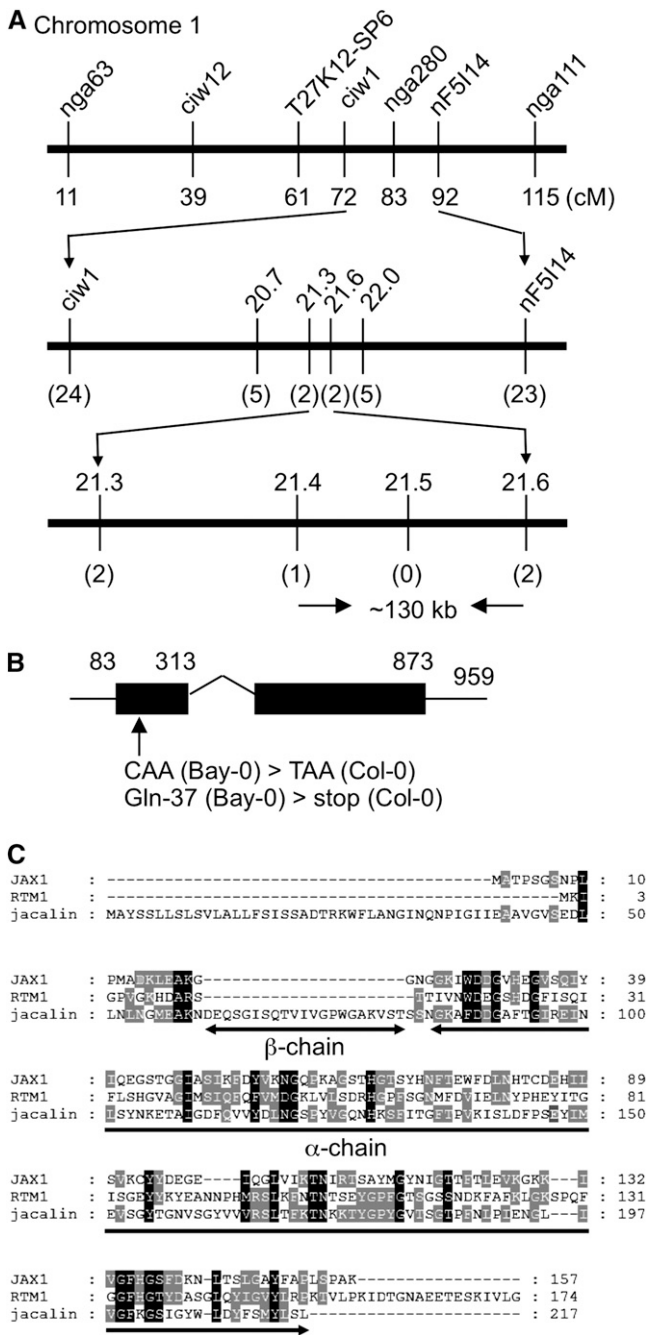 A Chromosome 1
nga63 ciw12 T27K12-SP6 ciw1 nga280 nF5I14 nga111
11 39 61 72 83 92 115 (cM)
ciw1 20.7 21.3 21.6 22.0 nF5I14
(24) (5) (2) (2) (5) (23)
21.3 21.4 21.5 21.6
(2) (1) (0) (2)
~130 kb
B
83 313 873 959
CAA (Bay-0) > TAA (Col-0)
Gln-37 (Bay-0) > stop (Col-0)
C
JAX1 : ----------------------------------------MATPSGSNPL : 10
RTM1 : -----------------------------------------------MKI : 3
jacalin : MAYSSLLSLSVLALLFSISSADTRKWFLANGINQNPIGIIEAAVGVSEDL : 50
JAX1 : PMADKLEAKG---------------------GNGGKIWDDGVHEGVSQIY : 39
RTM1 : GPVGKHDARS----------------------TTIVNWDEGSHDGFISQI : 31
jacalin : LNLNGMEAKNDEQSGISQTVIVGPWGAKVSTSSNGKAFDDGAFTGIREIN : 100
β-chain
JAX1 : IQEGSTGGIASIKFDYVKNGQPKAGSTHGTSYHNFTEWFDLNHTCDEHIL : 89
RTM1 : FLSHGVAGIMSIQFQFVMDGKLVLSDRHGPFSGNMFDVIELNYPHEYITG : 81
jacalin : LSYNKETAIGDFQVVYDLNGSPYVGQNHKSFITGFTPVKISLDFPSEYIM : 150
α-chain
JAX1 : SVKCYYDEGE----IQGLVIKTNIRTSAYMGYNIGTTFTLEVKGKK---I : 132
RTM1 : ISGEYYKYEANNPHMRSLKFNTNTSEYGPFGTSGSSNDKFAFKLGKSPQF : 131
jacalin : EVSGYTGNVSGYVVVRSLTFKTNKKTYGPYGVTSGTPFNLPIENGL---I : 197
JAX1 : VGFHGSFDKN-LTSLGAYFAPLSPAK----------------- : 157
RTM1 : GGFHGTYDASGLQYIGVYLRPKTVLPKIDTGNAEETESKIVLG : 174
jacalin : VGFKGSIGYW-LDYFSMYLSL---------------------- : 217